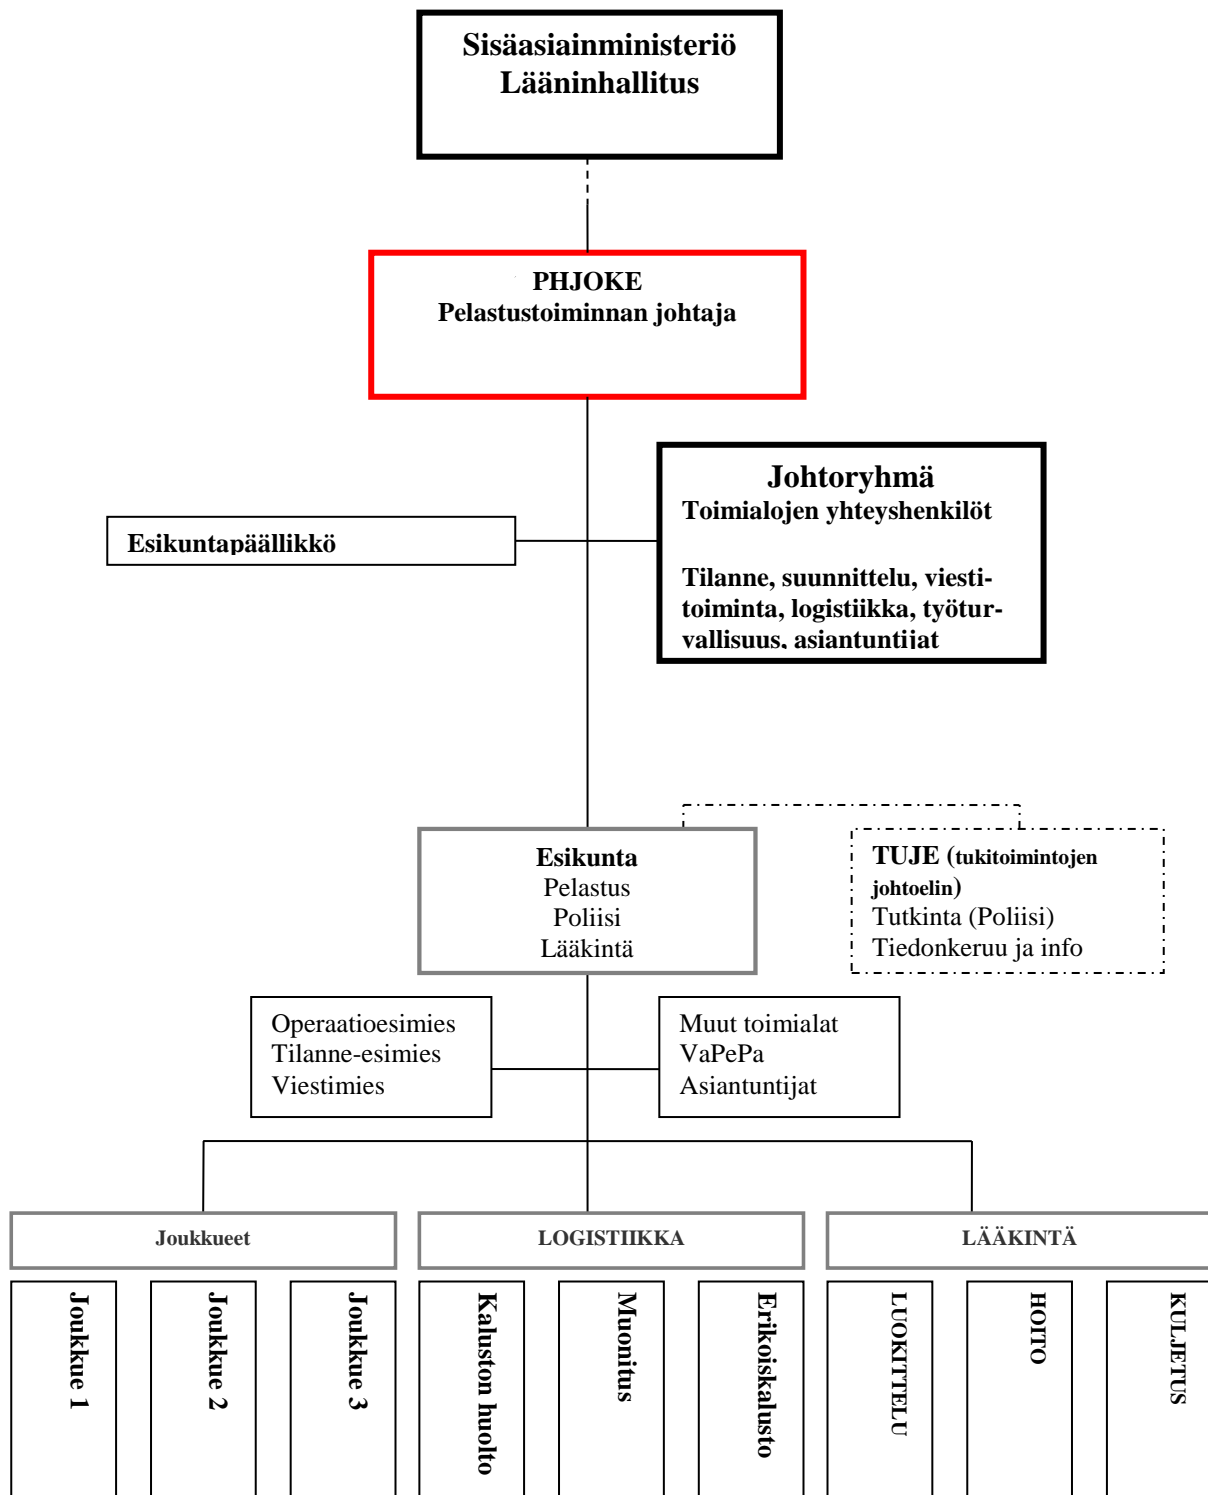 Sisäasiainministeriö
Lääninhallitus
PHJOKE
Pelastustoiminnan johtaja
Johtoryhmä
Toimialojen yhteyshenkilöt
Tilanne, suunnittelu, viesti-
toiminta, logistiikka, työtur-
vallisuus, asiantuntijat
Esikuntapäällikkö
Esikunta
Pelastus
Poliisi
Lääkintä
TUJE (tukitoimintojen
johtoelin)
Tutkinta (Poliisi)
Tiedonkeruu ja info
Operaatioesimies
Tilanne-esimies
Viestimies
Muut toimialat
VaPePa
Asiantuntijat
Joukkueet
LOGISTIIKKA
LÄÄKINTÄ
Joukkue 1
Joukkue 2
Joukkue 3
Kaluston huolto
Muonitus
Erikoiskalusto
LUOKITTELU
HOITO
KULJETUS